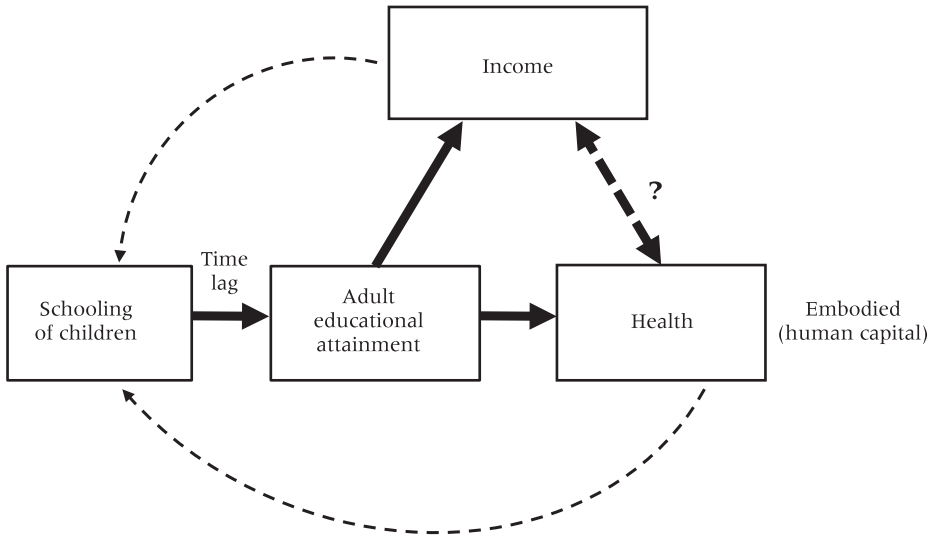 Income
?
Time
lag
Schooling
of children
Adult
educational
attainment
Health
Embodied
(human capital)